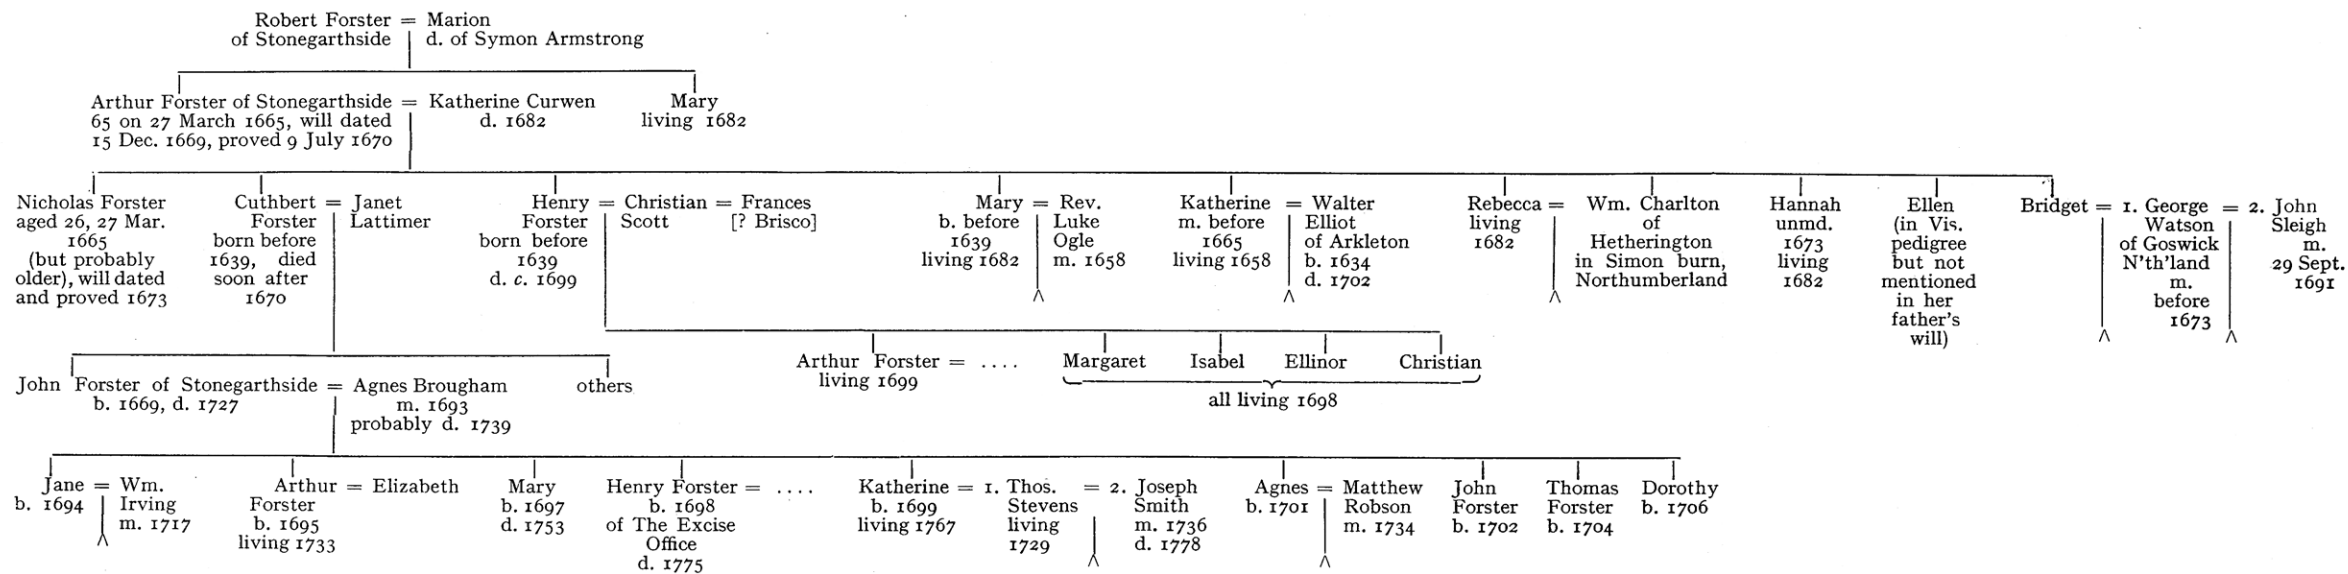 Robert Forster = Marion
of Stonegarthside d. of Symon Armstrong
Arthur Forster of Stonegarthside = Katherine Curwen
65 on 27 March 1665, will dated d. 1682
15 Dec. 1669, proved 9 July 1670
Mary
living 1682
Nicholas Forster
aged 26, 27 Mar.
1665
(but probably
older), will dated
and proved 1673
Cuthbert = Janet
Forster Lattimer
born before
1639, died
soon after
1670
Henry = Christian = Frances
Forster Scott [? Brisco]
born before
1639
d. c. 1699
Mary = Rev.
b. before Luke
1639 Ogle
living 1682 m. 1658
Katherine = Walter
m. before Elliot
1665 of Arkleton
living 1658 b. 1634
d. 1702
Rebecca = Wm. Charlton
living of
1682 Hetherington
in Simon burn,
Northumberland
Hannah
unmd.
1673
living
1682
Ellen
(in Vis.
pedigree
but not
mentioned
in her
father's
will)
Bridget = 1. George = 2. John
Watson Sleigh
of Goswick m.
N'th'land 29 Sept.
m. 1691
before
1673
John Forster of Stonegarthside = Agnes Brougham
b. 1669, d. 1727 m. 1693
probably d. 1739
others
Arthur Forster = ....
living 1699
Margaret Isabel Ellinor Christian
all living 1698
Jane = Wm.
b. 1694 Irving
m. 1717
Arthur = Elizabeth
Forster
b. 1695
living 1733
Mary
b. 1697
d. 1753
Henry Forster = ....
b. 1698
of The Excise
Office
d. 1775
Katherine = 1. Thos. = 2. Joseph
b. 1699 Stevens Smith
living 1767 living m. 1736
1729 d. 1778
Agnes = Matthew
b. 1701 Robson
m. 1734
John
Forster
b. 1702
Thomas
Forster
b. 1704
Dorothy
b. 1706